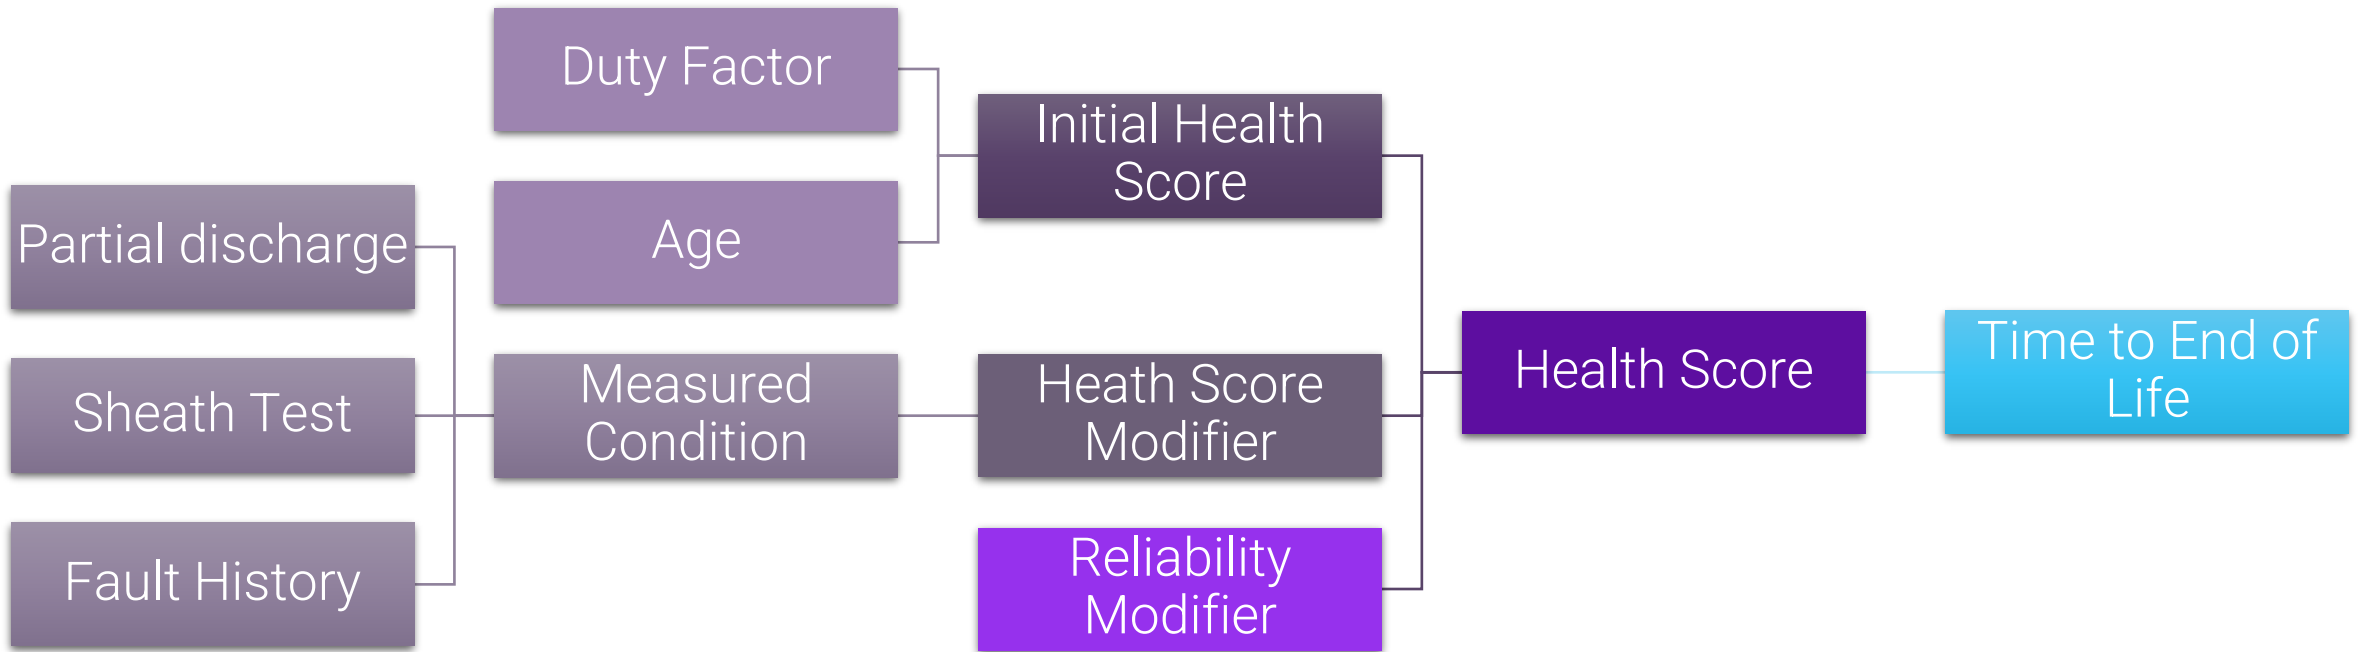 Duty Factor
Initial Health
Score
Partial discharge
Age
Sheath Test
Measured
Condition
Heath Score
Modifier
Health Score
Time to End of
Life
Fault History
Reliability
Modifier